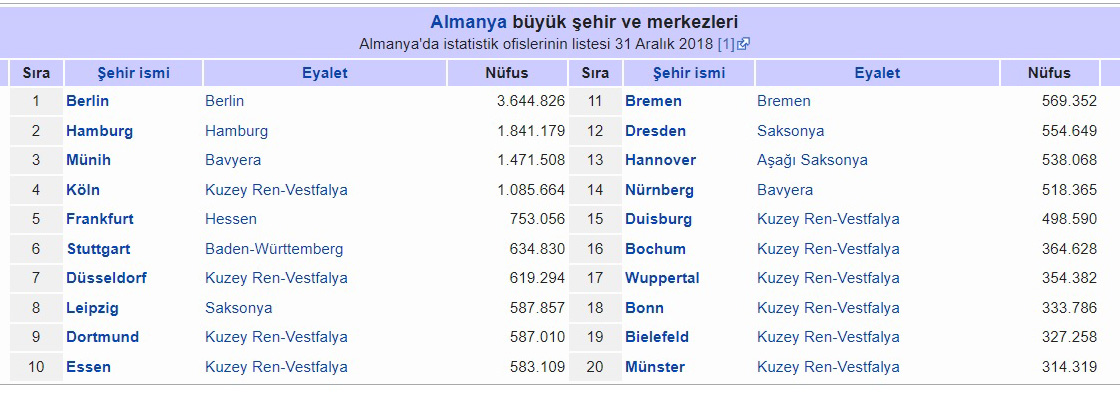 Almanya büyük şehir ve merkezleri
Almanya'da istatistik ofislerinin listesi 31 Aralık 2018 [1]
Sıra Şehir ismi Eyalet Nüfus Sıra Şehir ismi Eyalet Nüfus
1 Berlin Berlin 3.644.826 11 Bremen Bremen 569.352
2 Hamburg Hamburg 1.841.179 12 Dresden Saksonya 554.649
3 Münih Bavyera 1.471.508 13 Hannover Aşağı Saksonya 538.068
4 Köln Kuzey Ren-Vestfalya 1.085.664 14 Nürnberg Bavyera 518.365
5 Frankfurt Hessen 753.056 15 Duisburg Kuzey Ren-Vestfalya 498.590
6 Stuttgart Baden-Württemberg 634.830 16 Bochum Kuzey Ren-Vestfalya 364.628
7 Düsseldorf Kuzey Ren-Vestfalya 619.294 17 Wuppertal Kuzey Ren-Vestfalya 354.382
8 Leipzig Saksonya 587.857 18 Bonn Kuzey Ren-Vestfalya 333.786
9 Dortmund Kuzey Ren-Vestfalya 587.010 19 Bielefeld Kuzey Ren-Vestfalya 327.258
10 Essen Kuzey Ren-Vestfalya 583.109 20 Münster Kuzey Ren-Vestfalya 314.319